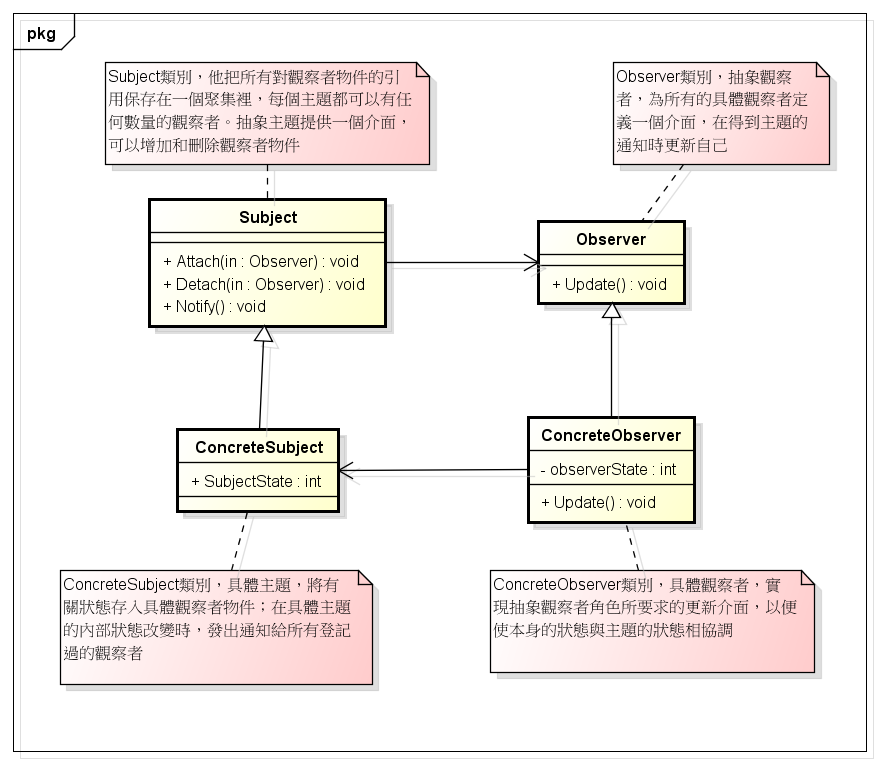 pkg
Subject類別，他把所有對觀察者物件的引
用保存在一個聚集裡，每個主題都可以有任
何數量的觀察者。抽象主題提供一個介面，
可以增加和刪除觀察者物件
Observer類別，抽象觀察
者，為所有的具體觀察者定
義一個介面，在得到主題的
通知時更新自己
Subject
+ Attach(in : Observer) : void
+ Detach(in : Observer) : void
+ Notify() : void
Observer
+ Update() : void
ConcreteSubject
+ SubjectState : int
ConcreteObserver
- observerState : int
+ Update() : void
ConcreteSubject類別，具體主題，將有
關狀態存入具體觀察者物件；在具體主題
的內部狀態改變時，發出通知給所有登記
過的觀察者
ConcreteObserver類別，具體觀察者，實
現抽象觀察者角色所要求的更新介面，以便
使本身的狀態與主題的狀態相協調